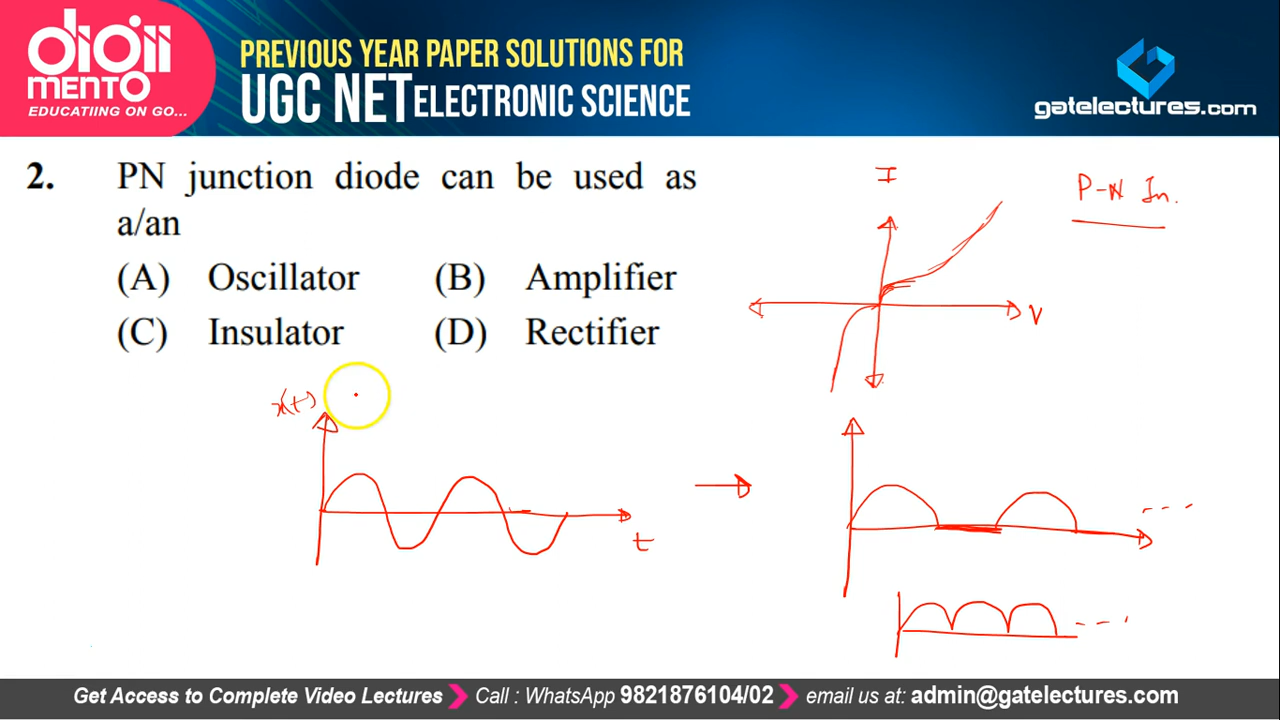 dioii
MENTO
EDUCATIING ON GO...
PREVIOUS YEAR PAPER SOLUTIONS FOR
UGC NET ELECTRONIC SCIENCE
gatelectures.com
2. PN junction diode can be used as
a/an
(A) Oscillator (B) Amplifier
(C) Insulator (D) Rectifier
I
P-N Jn.
V
x(t)
t
Get Access to Complete Video Lectures Call : WhatsApp 9821876104/02 email us at: admin@gatelectures.com